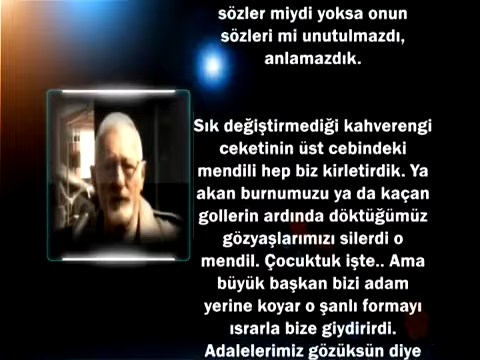 sözler miydi yoksa onun
sözleri mi unutulmazdı,
anlamazdık.
Sık değiştirmediği kahverengi
ceketinin üst cebindeki
mendili hep biz kirletirdik. Ya
akan burnumuzu ya da kaçan
gollerin ardında döktüğümüz
gözyaşlarımızı silerdi o
mendil. Çocuktuk işte.. Ama
büyük başkan bizi adam
yerine koyar o şanlı formayı
ısrarla bize giydirirdi.
Adalelerimiz gözüksün diye